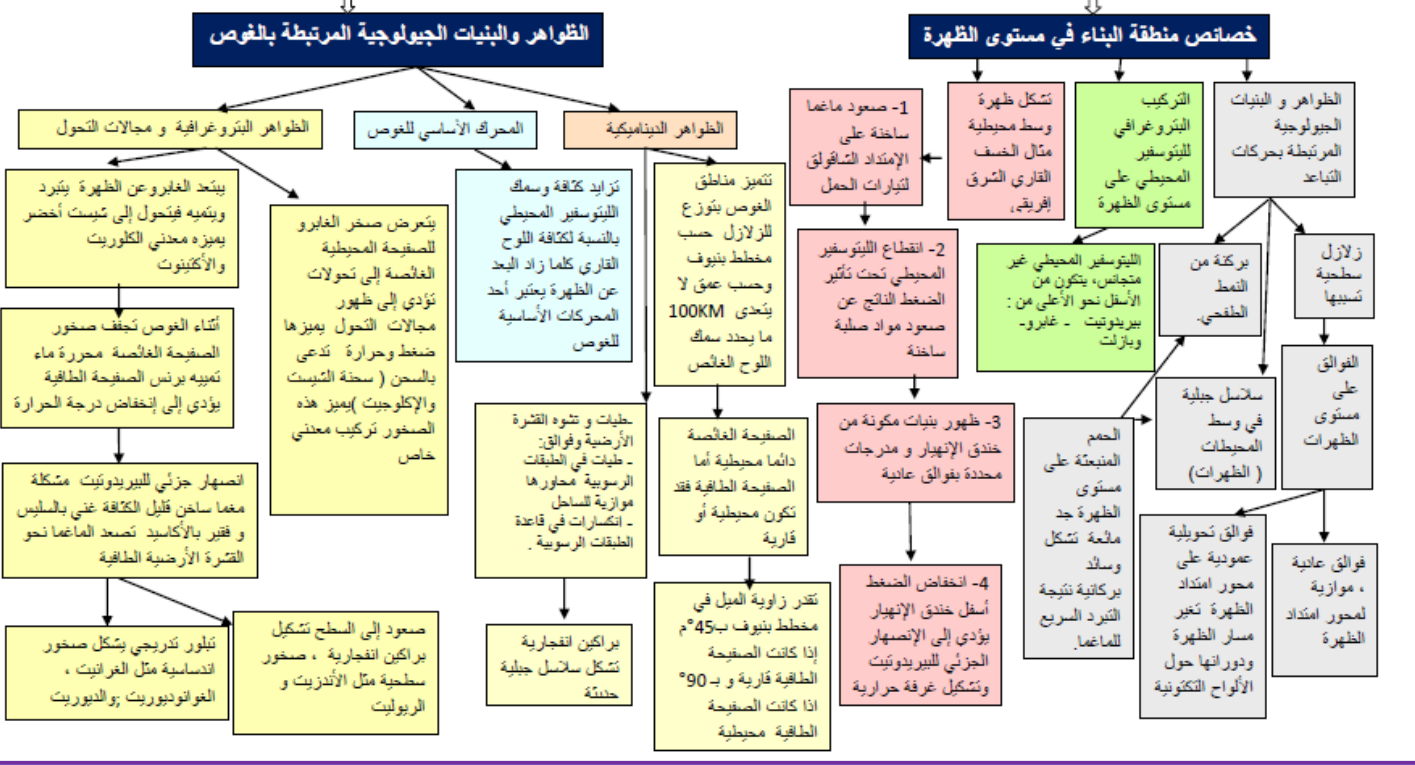 خصائص منطقة البناء في مستوى الظهرة
الظواهر و البنيات
الجيولوجية
المرتبطة بحركات
التباعد
زلازل
سطحية
تسببها
الفوالق
على
مستوى
الظهرات
فوالق عادية
، موازية
لمحور امتداد
الظهرة
فوالق تحويلية
عمودية على
محور امتداد
الظهرة تغير
مسار الظهرة
ودورانها حول
الألواح التكتونية
سلاسل جبلية
في وسط
المحيطات
( الظهرات)
بركنة من
النمط
الطفحي.
الحمم
المنبعثة على
مستوى
الظهرة جد
مائعة تشكل
وسائد
بركانية نتيجة
التبرد السريع
للماغما.
التركيب
البتروغرافي
لليتوسفير
المحيطي على
مستوى الظهرة
الليتوسفير المحيطي غير
متجانس، يتكون من
الأسفل نحو الأعلى من :
بيريدوتيت - غابرو-
وبازلت
تشكل ظهرة
وسط محيطية
مثال الخسف
القاري الشرق
إفريقي
1- صعود ماغما
ساخنة على
الإمتداد الشاقولق
لتيارات الحمل
2- انقطاع الليتوسفير
المحيطي تحت تأثير
الضغط الناتج عن
صعود مواد صلبة
ساخنة
3- ظهور بنيات مكونة من
خندق الإنهيار و مدرجات
محددة بفوالق عادية
4- انخفاض الضغط
أسفل خندق الإنهيار
يؤدي إلى الإنصهار
الجزئي للبيريدوتيت
وتشكيل غرفة حرارية
الظواهر والبنيات الجيولوجية المرتبطة بالغوص
الظواهر الديناميكية
تتميز مناطق
الغوص بتوزع
للزلازل حسب
مخطط بنيوف
وحسب عمق لا
يتعدى 100KM
ما يحدد سمك
اللوح الغائص
الصفيحة الغائصة
دائما محيطية أما
الصفيحة الطافية فقد
تكون محيطية أو
قارية
تقدر زاوية الميل في
مخطط بنيوف ب45°م
إذا كانت الصفيحة
الطافية قارية و بـ 90°
اذا كانت الصفيحة
الطافية محيطية
-طيات و تشوه القشرة
الأرضية وفوالق:
- طيات في الطبقات
الرسوبية محاورها
موازية للساحل
- انكسارات في قاعدة
الطبقات الرسوبية .
براكين انفجارية
تشكل سلاسل جبلية
حديثة
المحرك الأساسي للغوص
تزايد كثافة وسمك
الليتوسفير المحيطي
بالنسبة لكثافة اللوح
القاري كلما زاد البعد
عن الظهرة يعتبر أحد
المحركات الأساسية
للغوص
الظواهر البتروغرافية و مجالات التحول
يتعرض صخر الغابرو
للصفيحة المحيطية
الغائصة إلى تحولات
تؤدي إلى ظهور
مجالات التحول يميزها
ضغط وحرارة تدعى
بالسحن ( سحنة الشيست
والإكلوجيت )يميز هذه
الصخور تركيب معدني
خاص
يبتعد الغابروعن الظهرة يتبرد
ويتميه فيتحول إلى شيست أخضر
يميزه معدني الكلوريت
والأكتينوت
أثناء الغوص تجفف صخور
الصفيحة الغائصة محررة ماء
تمييه برنس الصفيحة الطافية
يؤدي إلى إنخفاض درجة الحرارة
انصهار جزئي للبيريدوتيت مشكلة
مغما ساخن قليل الكثافة غني بالسليس
و فقير بالأكاسيد تصعد الماغما نحو
القشرة الأرضية الطافية
صعود إلى السطح تشكيل
براكين انفجارية ، صخور
سطحية مثل الأندزيت و
الريوليت
تبلور تدريجي يشكل صخور
اندساسية مثل الغرانيت ،
الغوانوديوريت ;والديوريت